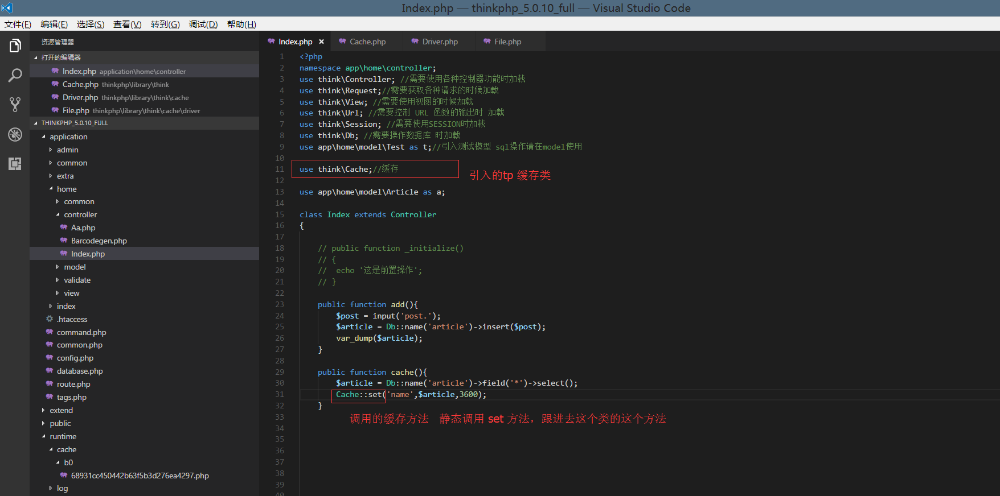 Index.php — thinkphp_5.0.10_full — Visual Studio Code
文件(F) 编辑(E) 选择(S) 查看(V) 转到(G) 调试(D) 帮助(H)
资源管理器
打开的编辑器
Index.php application\home\controller
Cache.php thinkphp\library\think
Driver.php thinkphp\library\think\cache
File.php thinkphp\library\think\cache\driver
THINKPHP_5.0.10_FULL
application
admin
common
extra
home
common
controller
Aa.php
Barcodegen.php
Index.php
model
validate
view
index
.htaccess
command.php
common.php
config.php
database.php
route.php
tags.php
extend
public
runtime
cache
b0
68931cc450442b63f5b3d276ea4297.php
log
Index.php × Cache.php Driver.php File.php
1 <?php
2 namespace app\home\controller;
3 use think\Controller; //需要使用各种控制器功能时加载
4 use think\Request;//需要获取各种请求的时候加载
5 use think\View; //需要使用视图的时候加载
6 use think\Url; //需要控制 URL 函数的输出时 加载
7 use think\Session; //需要使用SESSION时加载
8 use think\Db; //需要操作数据库 时加载
9 use app\home\model\Test as t;//引入测试模型 sql操作请在model使用
10
11 use think\Cache;//缓存
引入的tp 缓存类
12
13 use app\home\model\Article as a;
14
15 class Index extends Controller
16 {
17
18 // public function _initialize()
19 // {
20 // echo '这是前置操作';
21 // }
22
23 public function add(){
24 $post = input('post.');
25 $article = Db::name('article')->insert($post);
26 var_dump($article);
27 }
28
29 public function cache(){
30 $article = Db::name('article')->field('*')->select();
31 Cache::set('name',$article,3600);
32 }
33
调用的缓存方法 静态调用 set 方法，跟进去这个类的这个方法
34
35
36
37
38
39
40